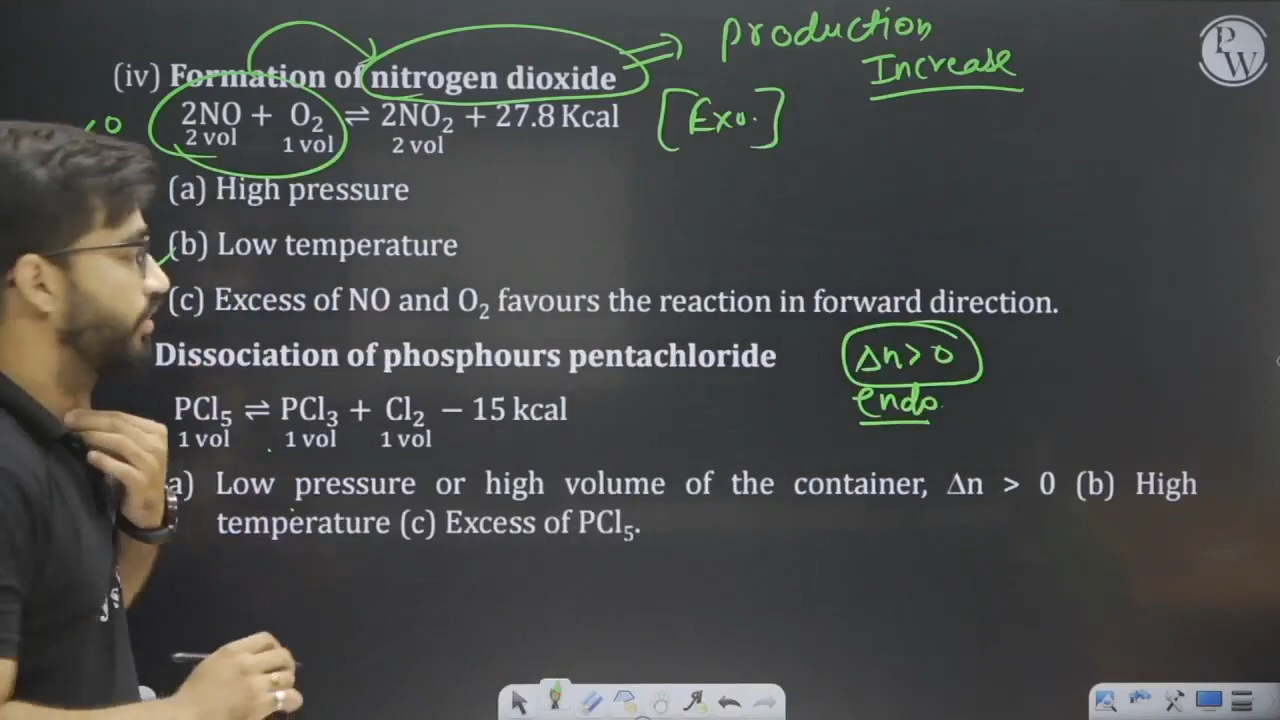 production
Increase
(iv) Formation of nitrogen dioxide
2NO + O₂ ⇌ 2NO₂ + 27.8 Kcal [Exo.]
2 vol 1 vol 2 vol
<0
(a) High pressure
(b) Low temperature
(c) Excess of NO and O₂ favours the reaction in forward direction.
Dissociation of phosphours pentachloride
Δn > 0
endo.
PCl₅ ⇌ PCl₃ + Cl₂ − 15 kcal
1 vol 1 vol 1 vol
a) Low pressure or high volume of the container, Δn > 0 (b) High
temperature (c) Excess of PCl₅.
PW